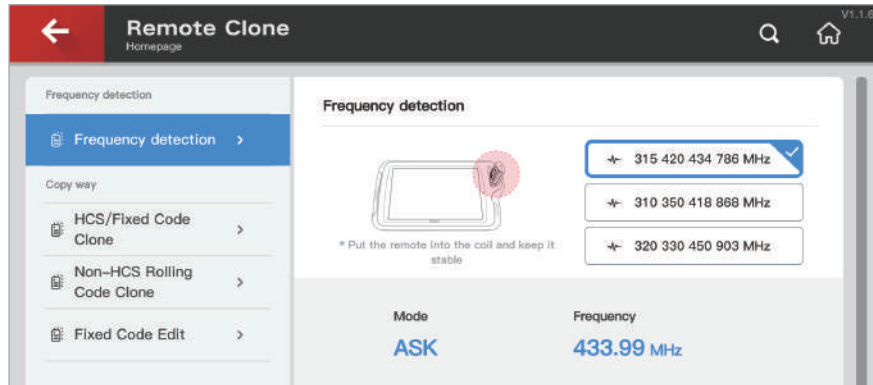 Remote Clone
Homepage
V1.1.6
Frequency detection
Frequency detection
Copy way
HCS/Fixed Code
Clone
Non-HCS Rolling
Code Clone
Fixed Code Edit
Frequency detection
* Put the remote into the coil and keep it
stable
315 420 434 786 MHz
310 350 418 868 MHz
320 330 450 903 MHz
Mode
ASK
Frequency
433.99 MHz